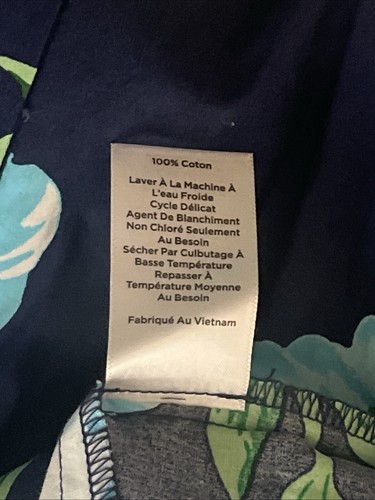 100% Coton
Laver À La Machine À
L'eau Froide
Cycle Délicat
Agent De Blanchiment
Non Chloré Seulement
Au Besoin
Sécher Par Culbutage À
Basse Température
Repasser À
Température Moyenne
Au Besoin
Fabriqué Au Vietnam